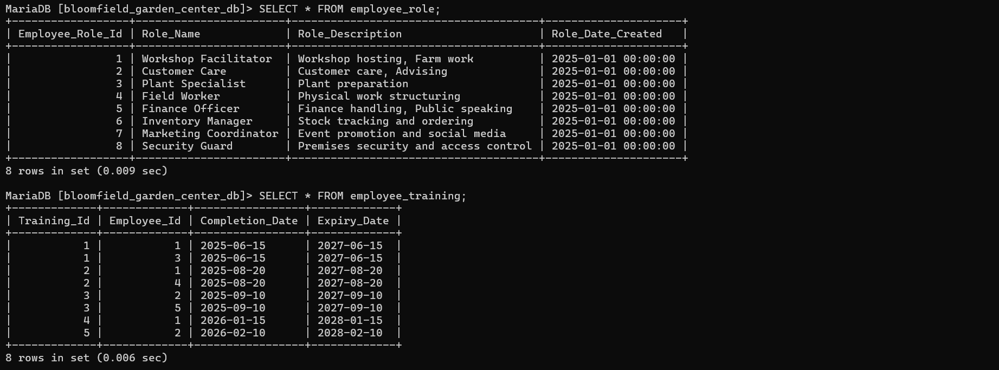 MariaDB [bloomfield_garden_center_db]> SELECT * FROM employee_role;
+------------------+----------------------+--------------------------------------+---------------------+
| Employee_Role_Id | Role_Name             | Role_Description                     | Role_Date_Created   |
+------------------+----------------------+--------------------------------------+---------------------+
|                1 | Workshop Facilitator  | Workshop hosting, Farm work          | 2025-01-01 00:00:00 |
|                2 | Customer Care         | Customer care, Advising              | 2025-01-01 00:00:00 |
|                3 | Plant Specialist      | Plant preparation                    | 2025-01-01 00:00:00 |
|                4 | Field Worker          | Physical work structuring            | 2025-01-01 00:00:00 |
|                5 | Finance Officer       | Finance handling, Public speaking    | 2025-01-01 00:00:00 |
|                6 | Inventory Manager     | Stock tracking and ordering          | 2025-01-01 00:00:00 |
|                7 | Marketing Coordinator | Event promotion and social media     | 2025-01-01 00:00:00 |
|                8 | Security Guard        | Premises security and access control | 2025-01-01 00:00:00 |
+------------------+----------------------+--------------------------------------+---------------------+
8 rows in set (0.009 sec)
MariaDB [bloomfield_garden_center_db]> SELECT * FROM employee_training;
+-------------+-------------+-----------------+-------------+
| Training_Id | Employee_Id | Completion_Date | Expiry_Date |
+-------------+-------------+-----------------+-------------+
|           1 |           1 | 2025-06-15      | 2027-06-15  |
|           1 |           3 | 2025-06-15      | 2027-06-15  |
|           2 |           1 | 2025-08-20      | 2027-08-20  |
|           2 |           4 | 2025-08-20      | 2027-08-20  |
|           3 |           2 | 2025-09-10      | 2027-09-10  |
|           3 |           5 | 2025-09-10      | 2027-09-10  |
|           4 |           1 | 2026-01-15      | 2028-01-15  |
|           5 |           2 | 2026-02-10      | 2028-02-10  |
+-------------+-------------+-----------------+-------------+
8 rows in set (0.006 sec)